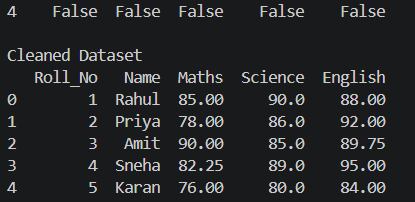 4    False  False  False    False    False
Cleaned Dataset
   Roll_No   Name  Maths  Science  English
0        1  Rahul  85.00     90.0    88.00
1        2  Priya  78.00     86.0    92.00
2        3   Amit  90.00     85.0    89.75
3        4  Sneha  82.25     89.0    95.00
4        5  Karan  76.00     80.0    84.00